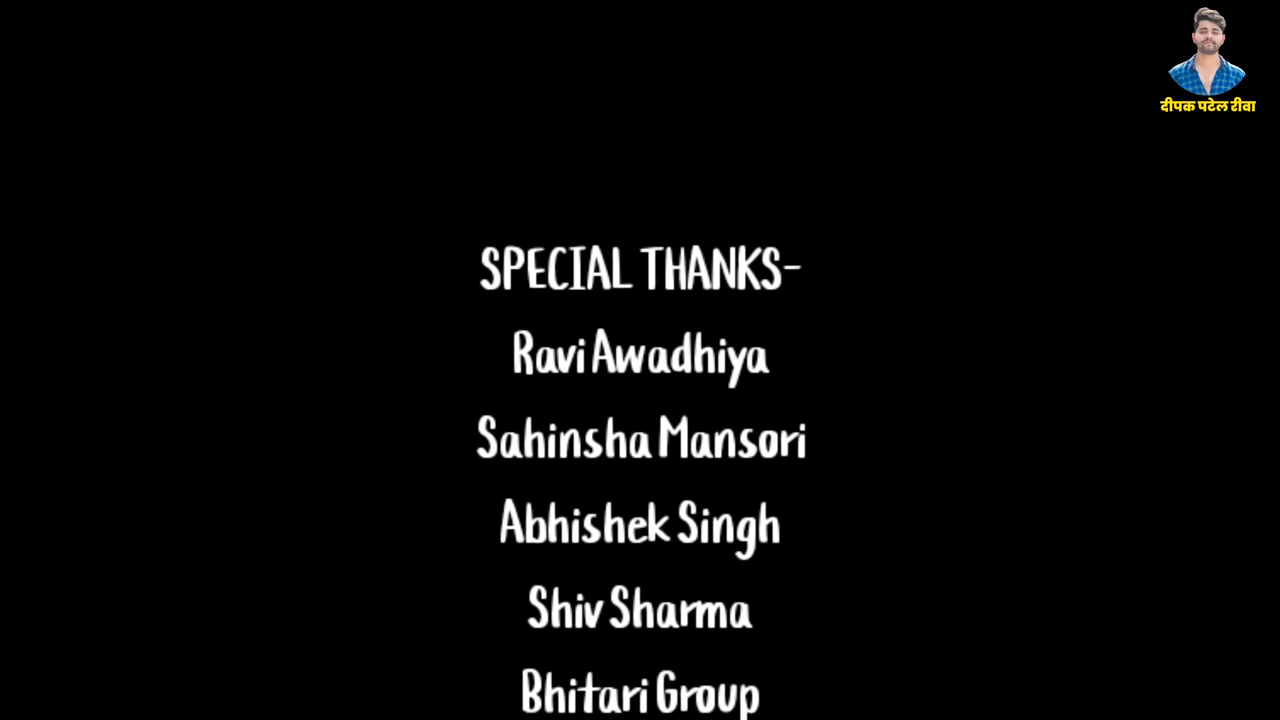 दीपक पटेल रीवा
SPECIAL THANKS-
Ravi Awadhiya
Sahinsha Mansori
Abhishek Singh
Shiv Sharma
Bhitari Group